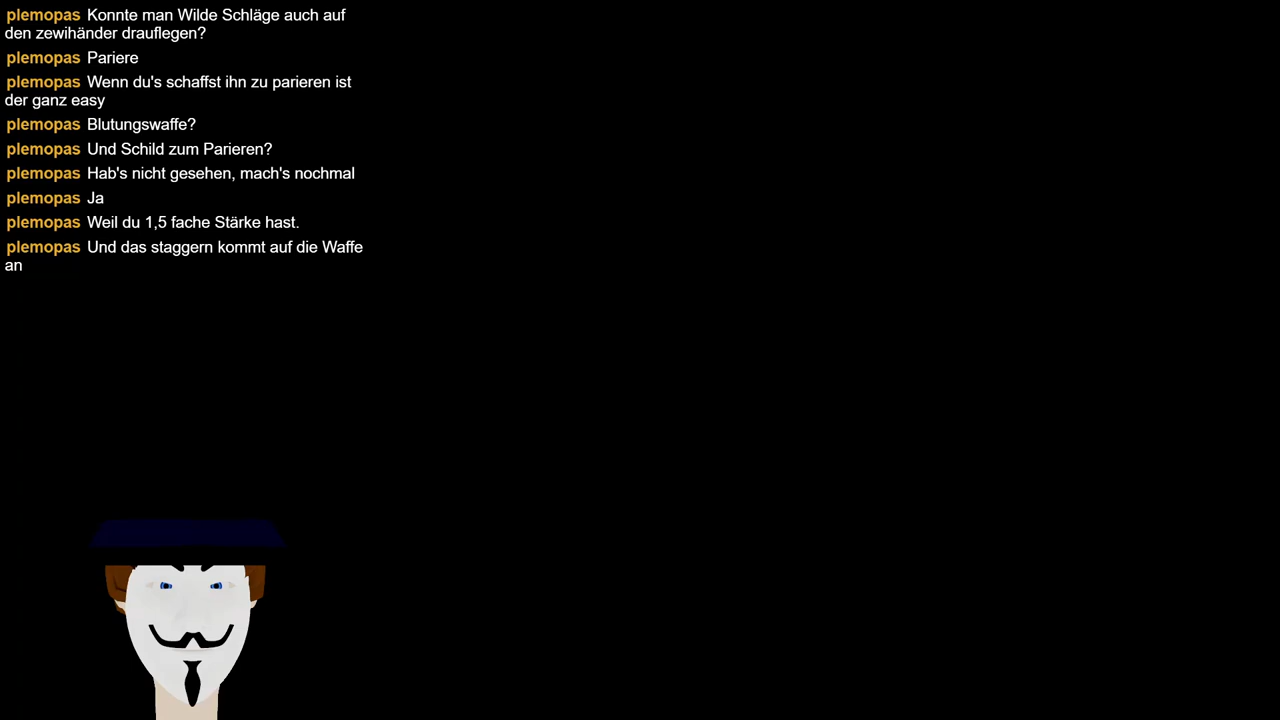 plemopas Konnte man Wilde Schläge auch auf
den zewihänder drauflegen?
plemopas Pariere
plemopas Wenn du's schaffst ihn zu parieren ist
der ganz easy
plemopas Blutungswaffe?
plemopas Und Schild zum Parieren?
plemopas Hab's nicht gesehen, mach's nochmal
plemopas Ja
plemopas Weil du 1,5 fache Stärke hast.
plemopas Und das staggern kommt auf die Waffe
an